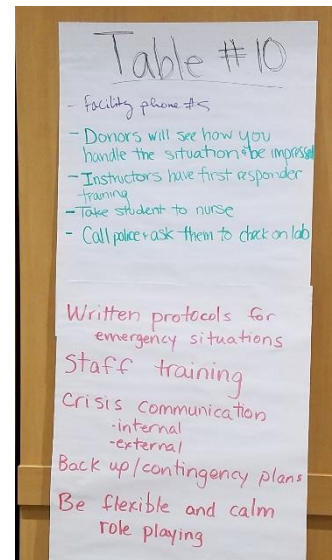 Table #10
- Facility phone #s
- Donors will see how you
handle the situation & be impressed
- Instructors have first responder
training
- Take student to nurse
- Call police & ask them to check on lab
Written protocols for
emergency situations
Staff training
Crisis communication
-internal
-external
Back up/contingency plans
Be flexible and calm
role playing